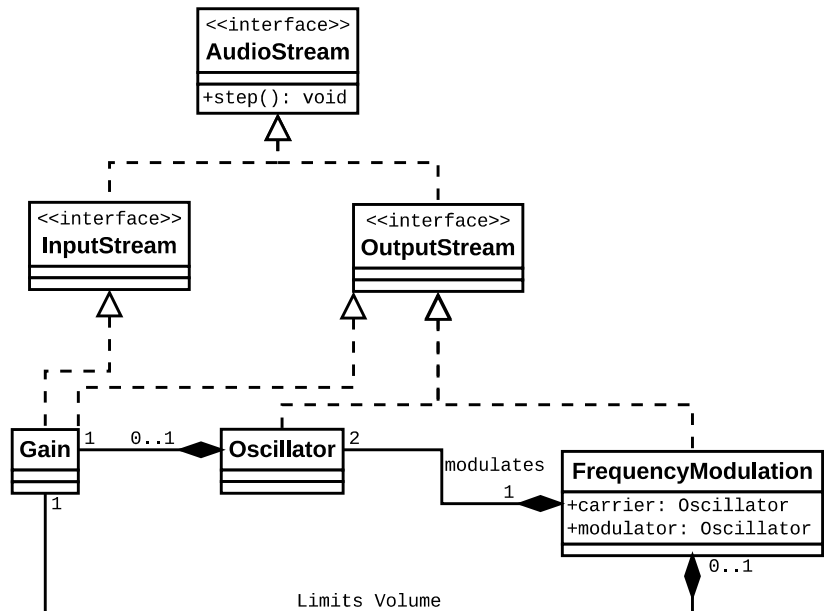 <<interface>>
AudioStream
+step(): void
<<interface>>
InputStream
<<interface>>
OutputStream
Gain
1
0..1
Oscillator
2
modulates
1
FrequencyModulation
+carrier: Oscillator
+modulator: Oscillator
1
0..1
Limits Volume